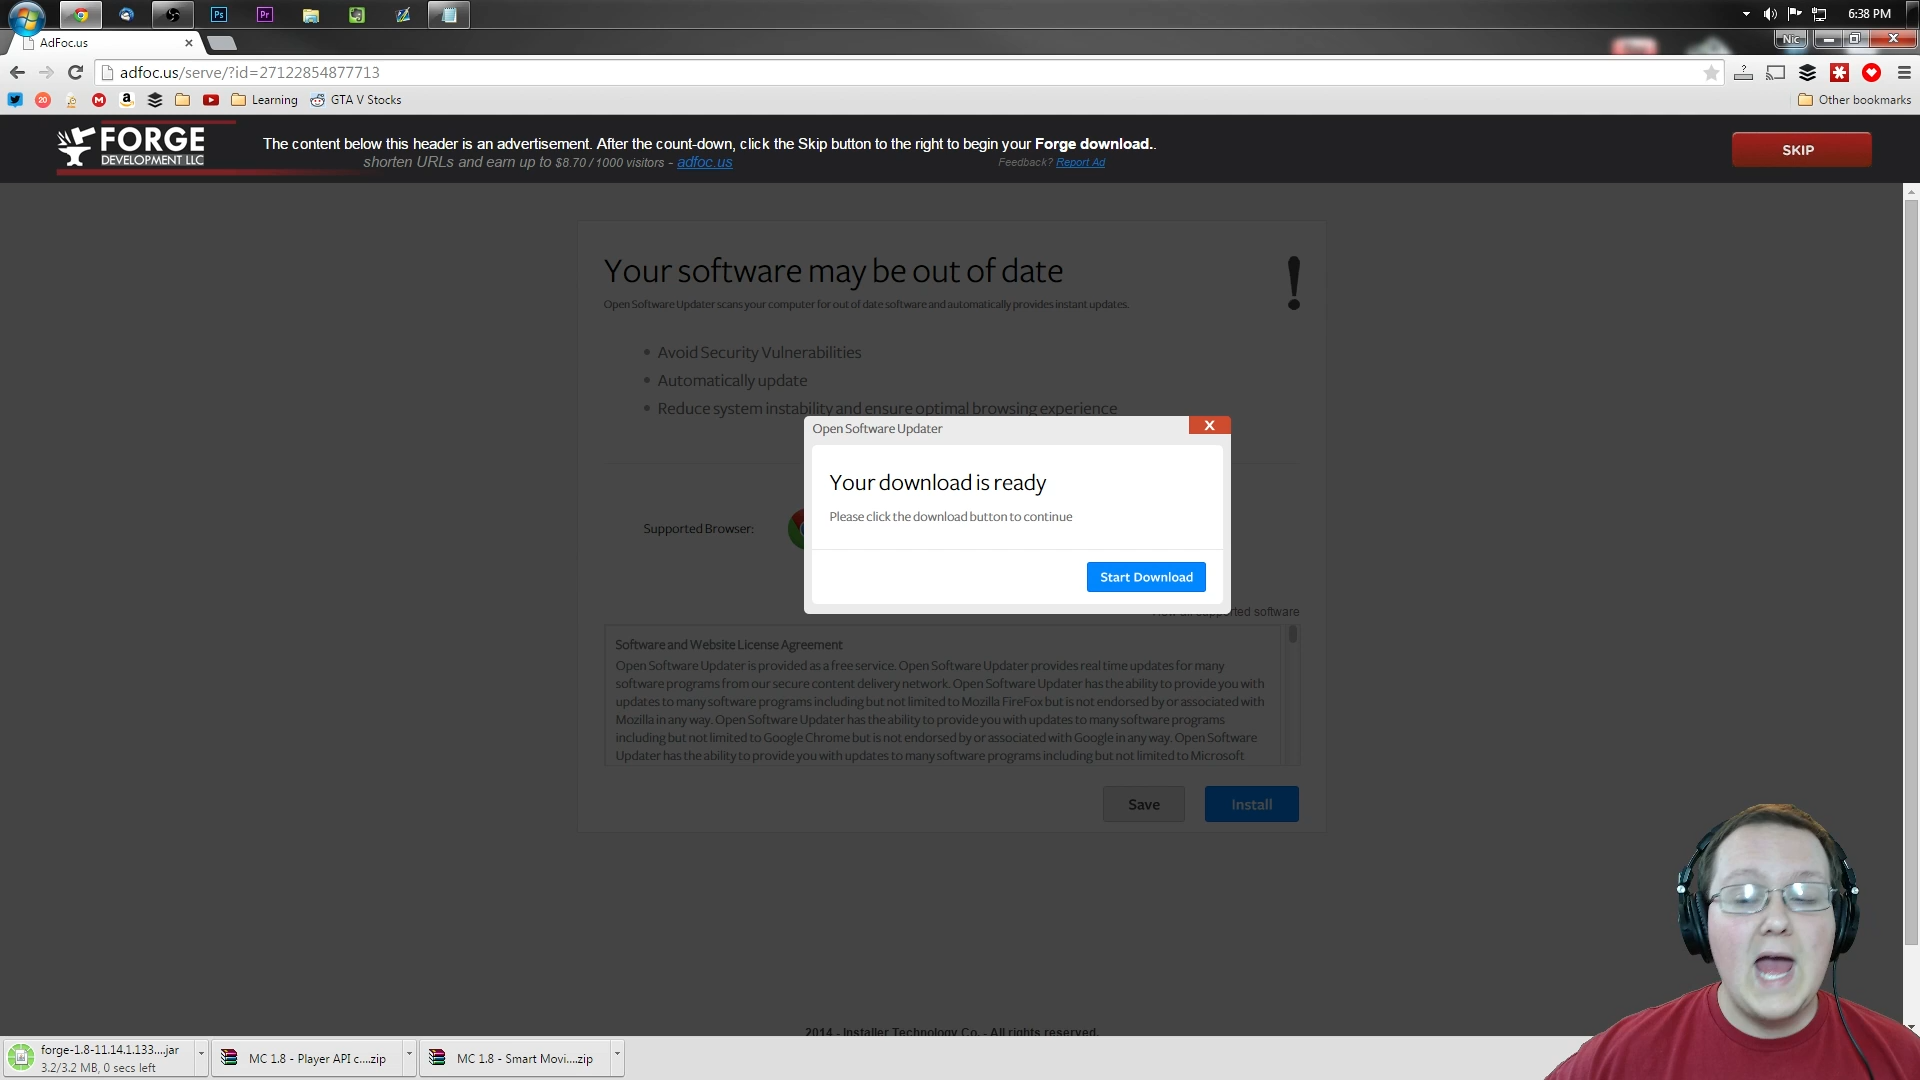 Ps
Pr
6:38 PM
AdFoc.us
Nic
adfoc.us/serve/?id=27122854877713
20
M
a
Learning
GTA V Stocks
Other bookmarks
FORGE
DEVELOPMENT LLC
The content below this header is an advertisement. After the count-down, click the Skip button to the right to begin your Forge download..
shorten URLs and earn up to $8.70 / 1000 visitors - adfoc.us
Feedback? Report Ad
SKIP
Your software may be out of date
!
Open Software Updater scans your computer for out of date software and automatically provides instant updates.
• Avoid Security Vulnerabilities
• Automatically update
• Reduce system instability and ensure optimal browsing experience
Open Software Updater
X
Your download is ready
Please click the download button to continue
Supported Browser:
Start Download
supported software
Software and Website License Agreement
Open Software Updater is provided as a free service. Open Software Updater provides real time updates for many
software programs from our secure content delivery network. Open Software Updater has the ability to provide you with
updates to many software programs including but not limited to Mozilla FireFox but is not endorsed by or associated with
Mozilla in any way. Open Software Updater has the ability to provide you with updates to many software programs
including but not limited to Google Chrome but is not endorsed by or associated with Google in any way. Open Software
Updater has the ability to provide you with updates to many software programs including but not limited to Microsoft
Save
Install
2014 - Installer Technology Co. - All rights reserved.
forge-1.8-11.14.1.133....jar
3.2/3.2 MB, 0 secs left
MC 1.8 - Player API c....zip
MC 1.8 - Smart Movi....zip